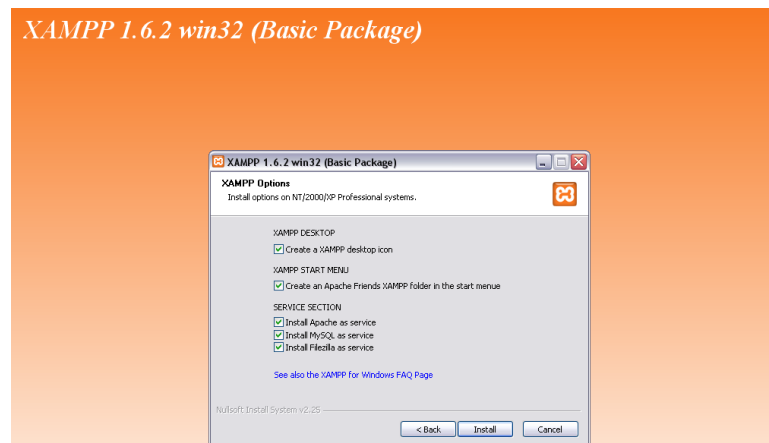 XAMPP 1.6.2 win32 (Basic Package)
XAMPP 1.6.2 win32 (Basic Package)
XAMPP Options
Install options on NT/2000/XP Professional systems.
XAMPP DESKTOP
Create a XAMPP desktop icon
XAMPP START MENU
Create an Apache Friends XAMPP folder in the start menue
SERVICE SECTION
Install Apache as service
Install MySQL as service
Install Filezilla as service
See also the XAMPP for Windows FAQ Page
Nullsoft Install System v2.25
< Back Install Cancel